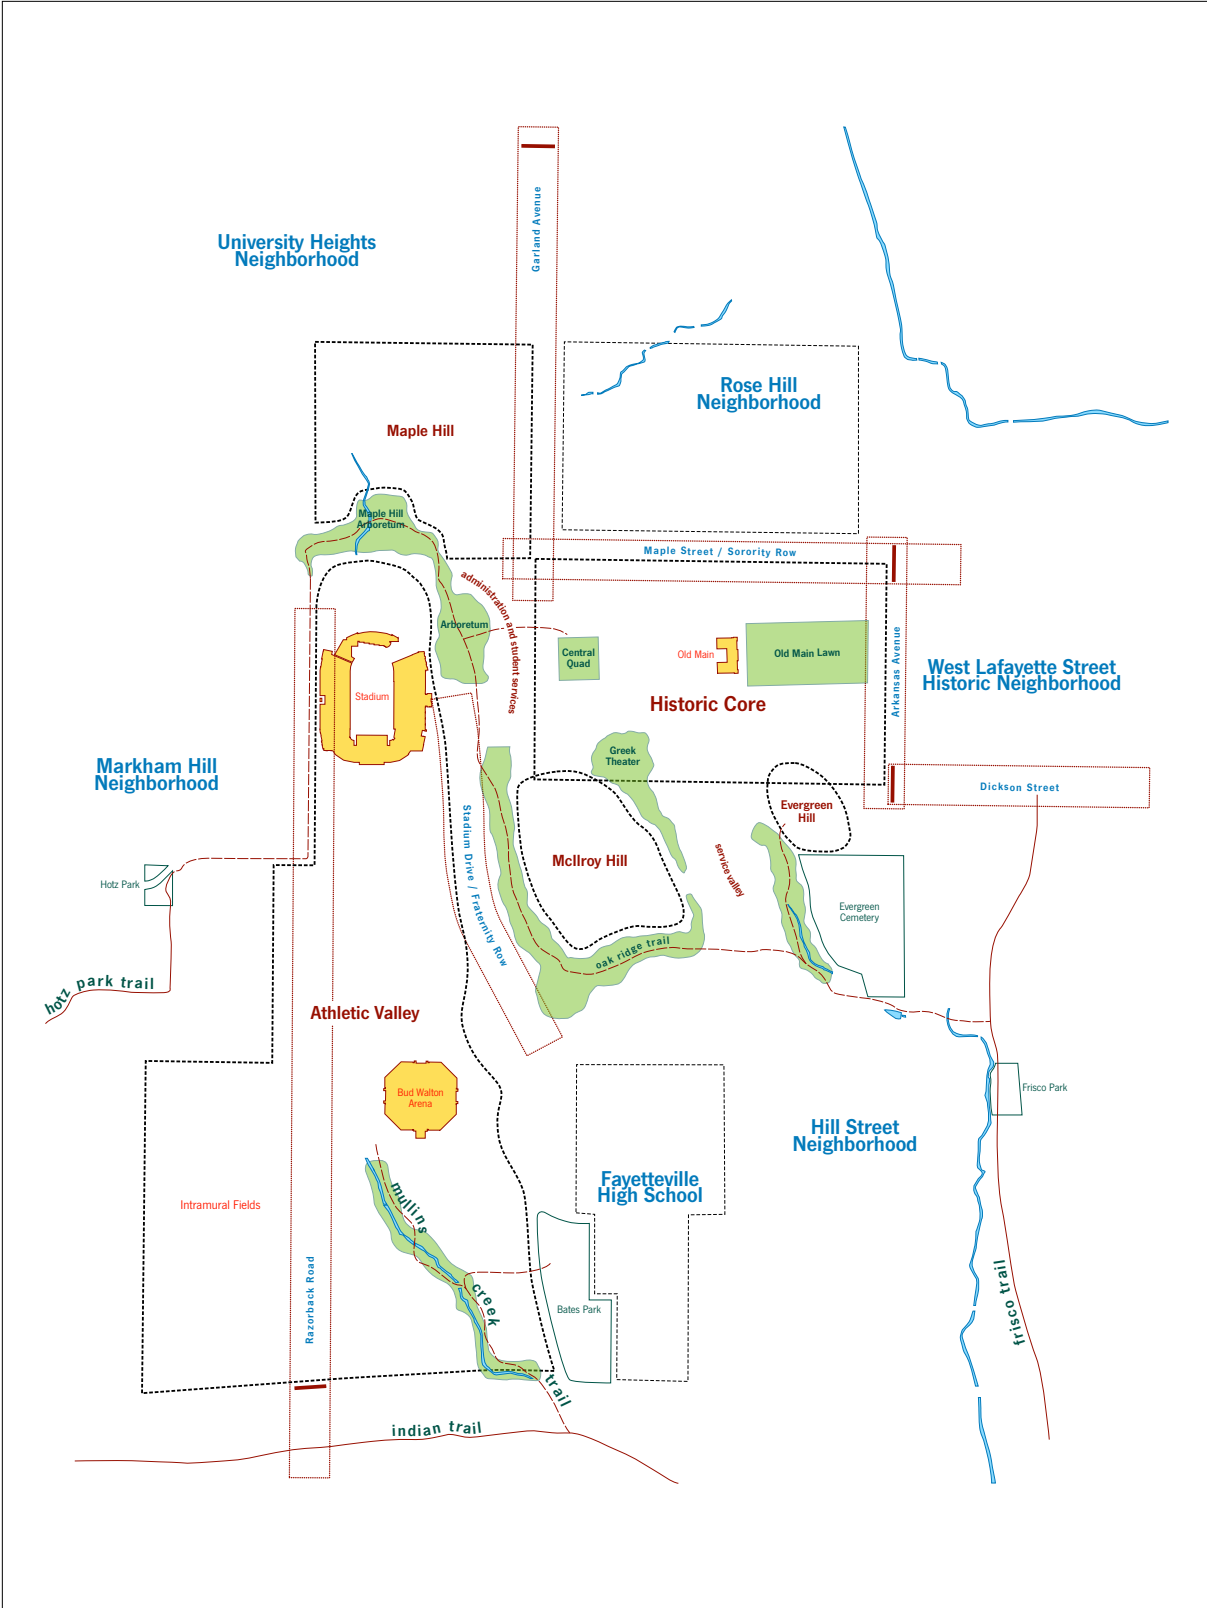 Garland Avenue
University Heights
Neighborhood
Rose Hill
Neighborhood
Maple Hill
Maple Hill
Arboretum
Maple Street / Sorority Row
administration and student services
Arboretum
Central
Quad
Old Main
Old Main Lawn
Arkansas Avenue
West Lafayette Street
Historic Neighborhood
Stadium
Historic Core
Greek
Theater
Markham Hill
Neighborhood
Dickson Street
Evergreen
Hill
Stadium Drive / Fraternity Row
McIlroy Hill
service valley
Hotz Park
Evergreen
Cemetery
oak ridge trail
hotz park trail
Athletic Valley
Bud Walton
Arena
Frisco Park
Hill Street
Neighborhood
Fayetteville
High School
Intramural Fields
mullins creek trail
Razorback Road
Bates Park
frisco trail
indian trail